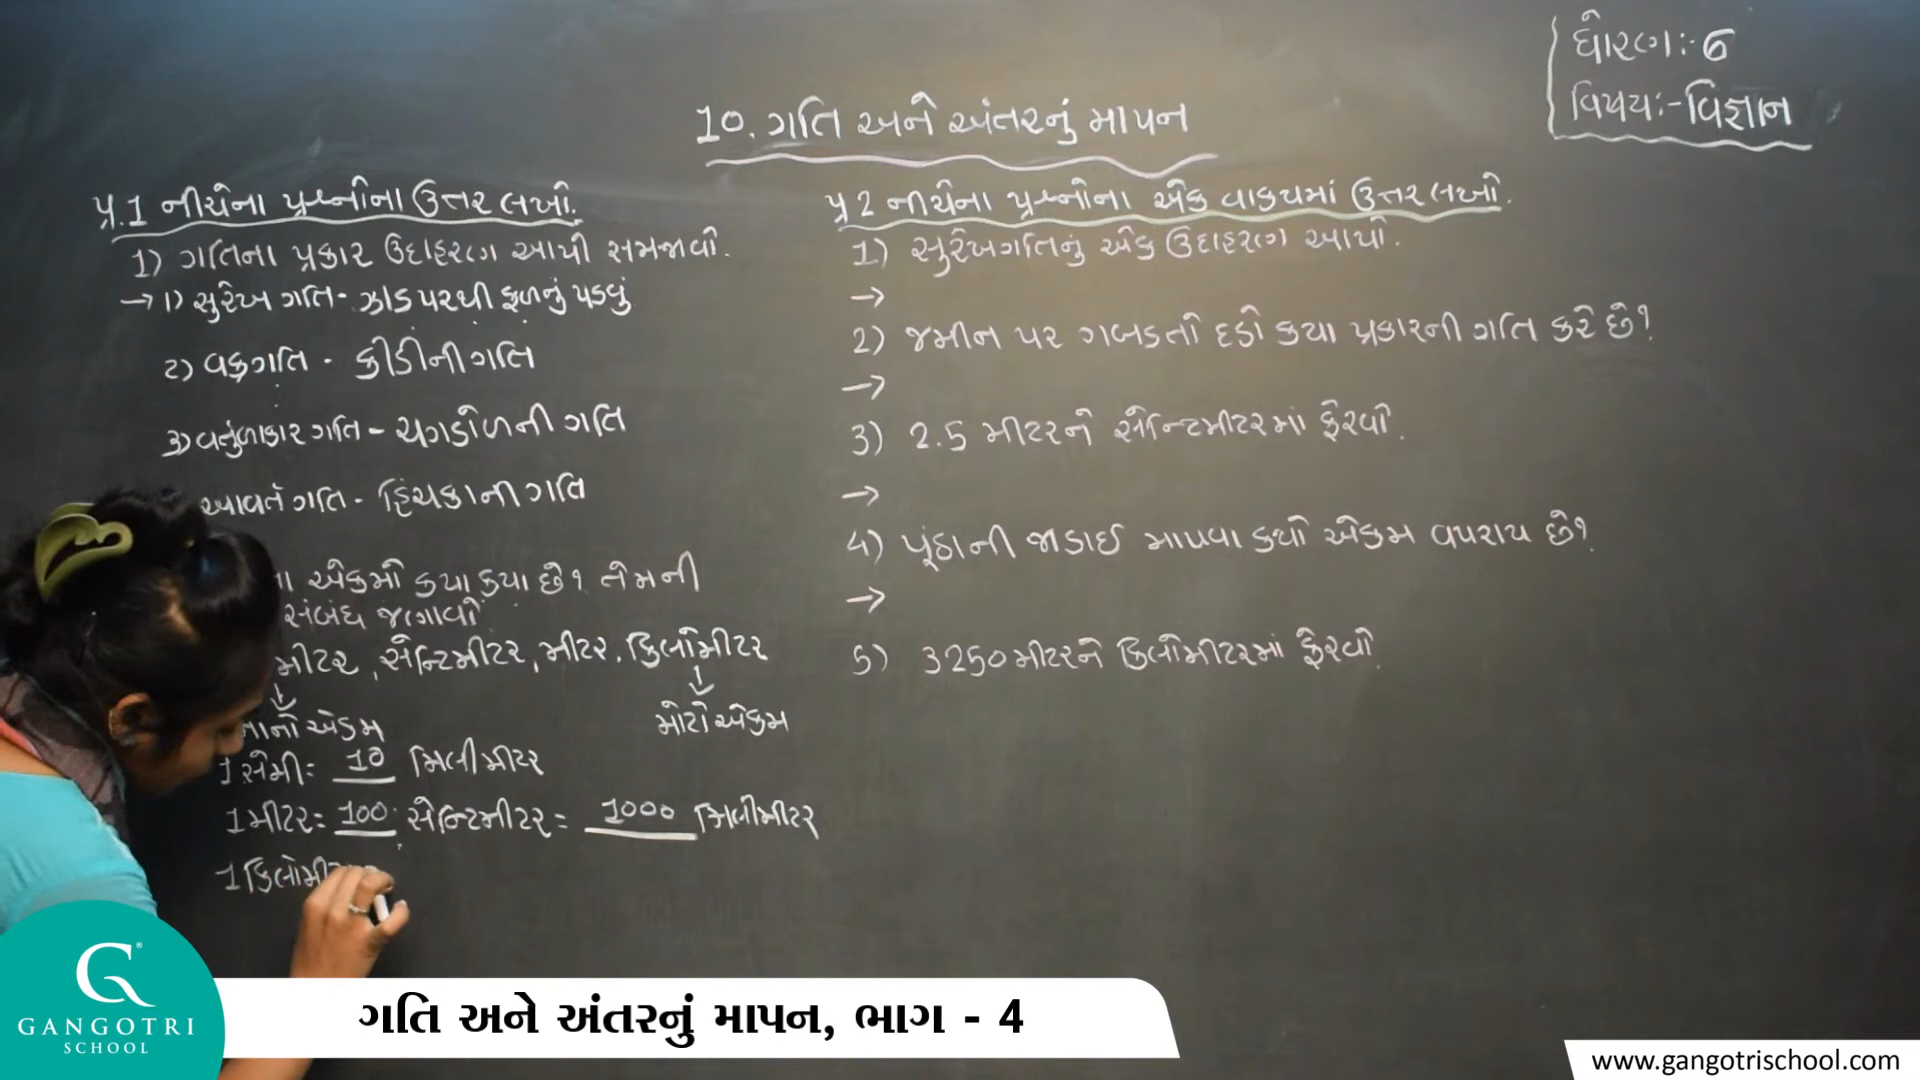 ધોરણ:- 6
વિષય:- વિજ્ઞાન
10. ગતિ અને અંતરનું માપન
પ્ર.1 નીચેના પ્રશ્નોના ઉત્તર લખો.
1) ગતિના પ્રકાર ઉદાહરણ આપી સમજાવો.
→ 1) સુરેખ ગતિ - ઝાડ પરથી ફળનું પડવું
2) વક્રગતિ - કીડીની ગતિ
3) વર્તુળાકાર ગતિ - ચગડોળની ગતિ
આવર્ત ગતિ - હિંચકાની ગતિ
એકમો કયા કયા છે? તેમની
સંબંધ જણાવો
મીટર, સેન્ટિમીટર, મીટર, કિલોમીટર
એકમ મોટો એકમ
1 સેમી = 10 મિલીમીટર
1 મીટર = 100 સેન્ટિમીટર = 1000 મિલીમીટર
1
પ્ર 2 નીચેના પ્રશ્નોના એક વાક્યમાં ઉત્તર લખો.
1) સુરેખગતિનું એક ઉદાહરણ આપો.
→
2) જમીન પર ગબડતો દડો કયા પ્રકારની ગતિ કરે છે?
→
3) 2.5 મીટરને સેન્ટિમીટરમાં ફેરવો.
→
4) પૂંઠાની જાડાઈ માપવા કયો એકમ વપરાય છે?
→
5) 3250 મીટરને કિલોમીટરમાં ફેરવો.
G®
GANGOTRI
SCHOOL
ગતિ અને અંતરનું માપન, ભાગ - 4
www.gangotrischool.com